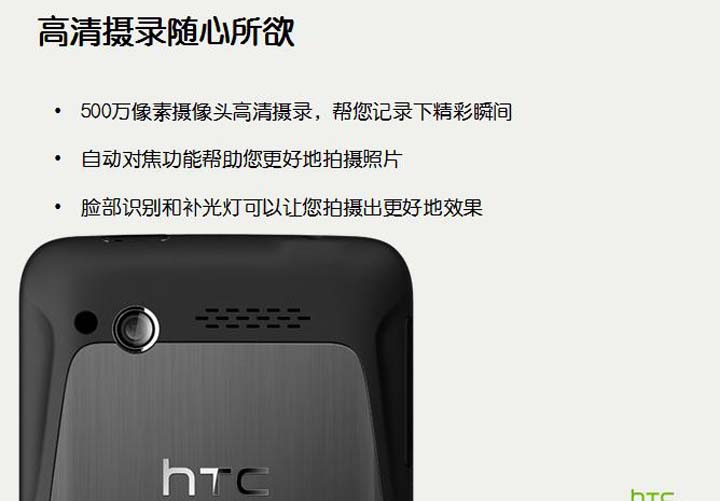 高清摄录随心所欲
• 500万像素摄像头高清摄录，帮您记录下精彩瞬间
• 自动对焦功能帮助您更好地拍摄照片
• 脸部识别和补光灯可以让您拍摄出更好地效果
hTC
hTC